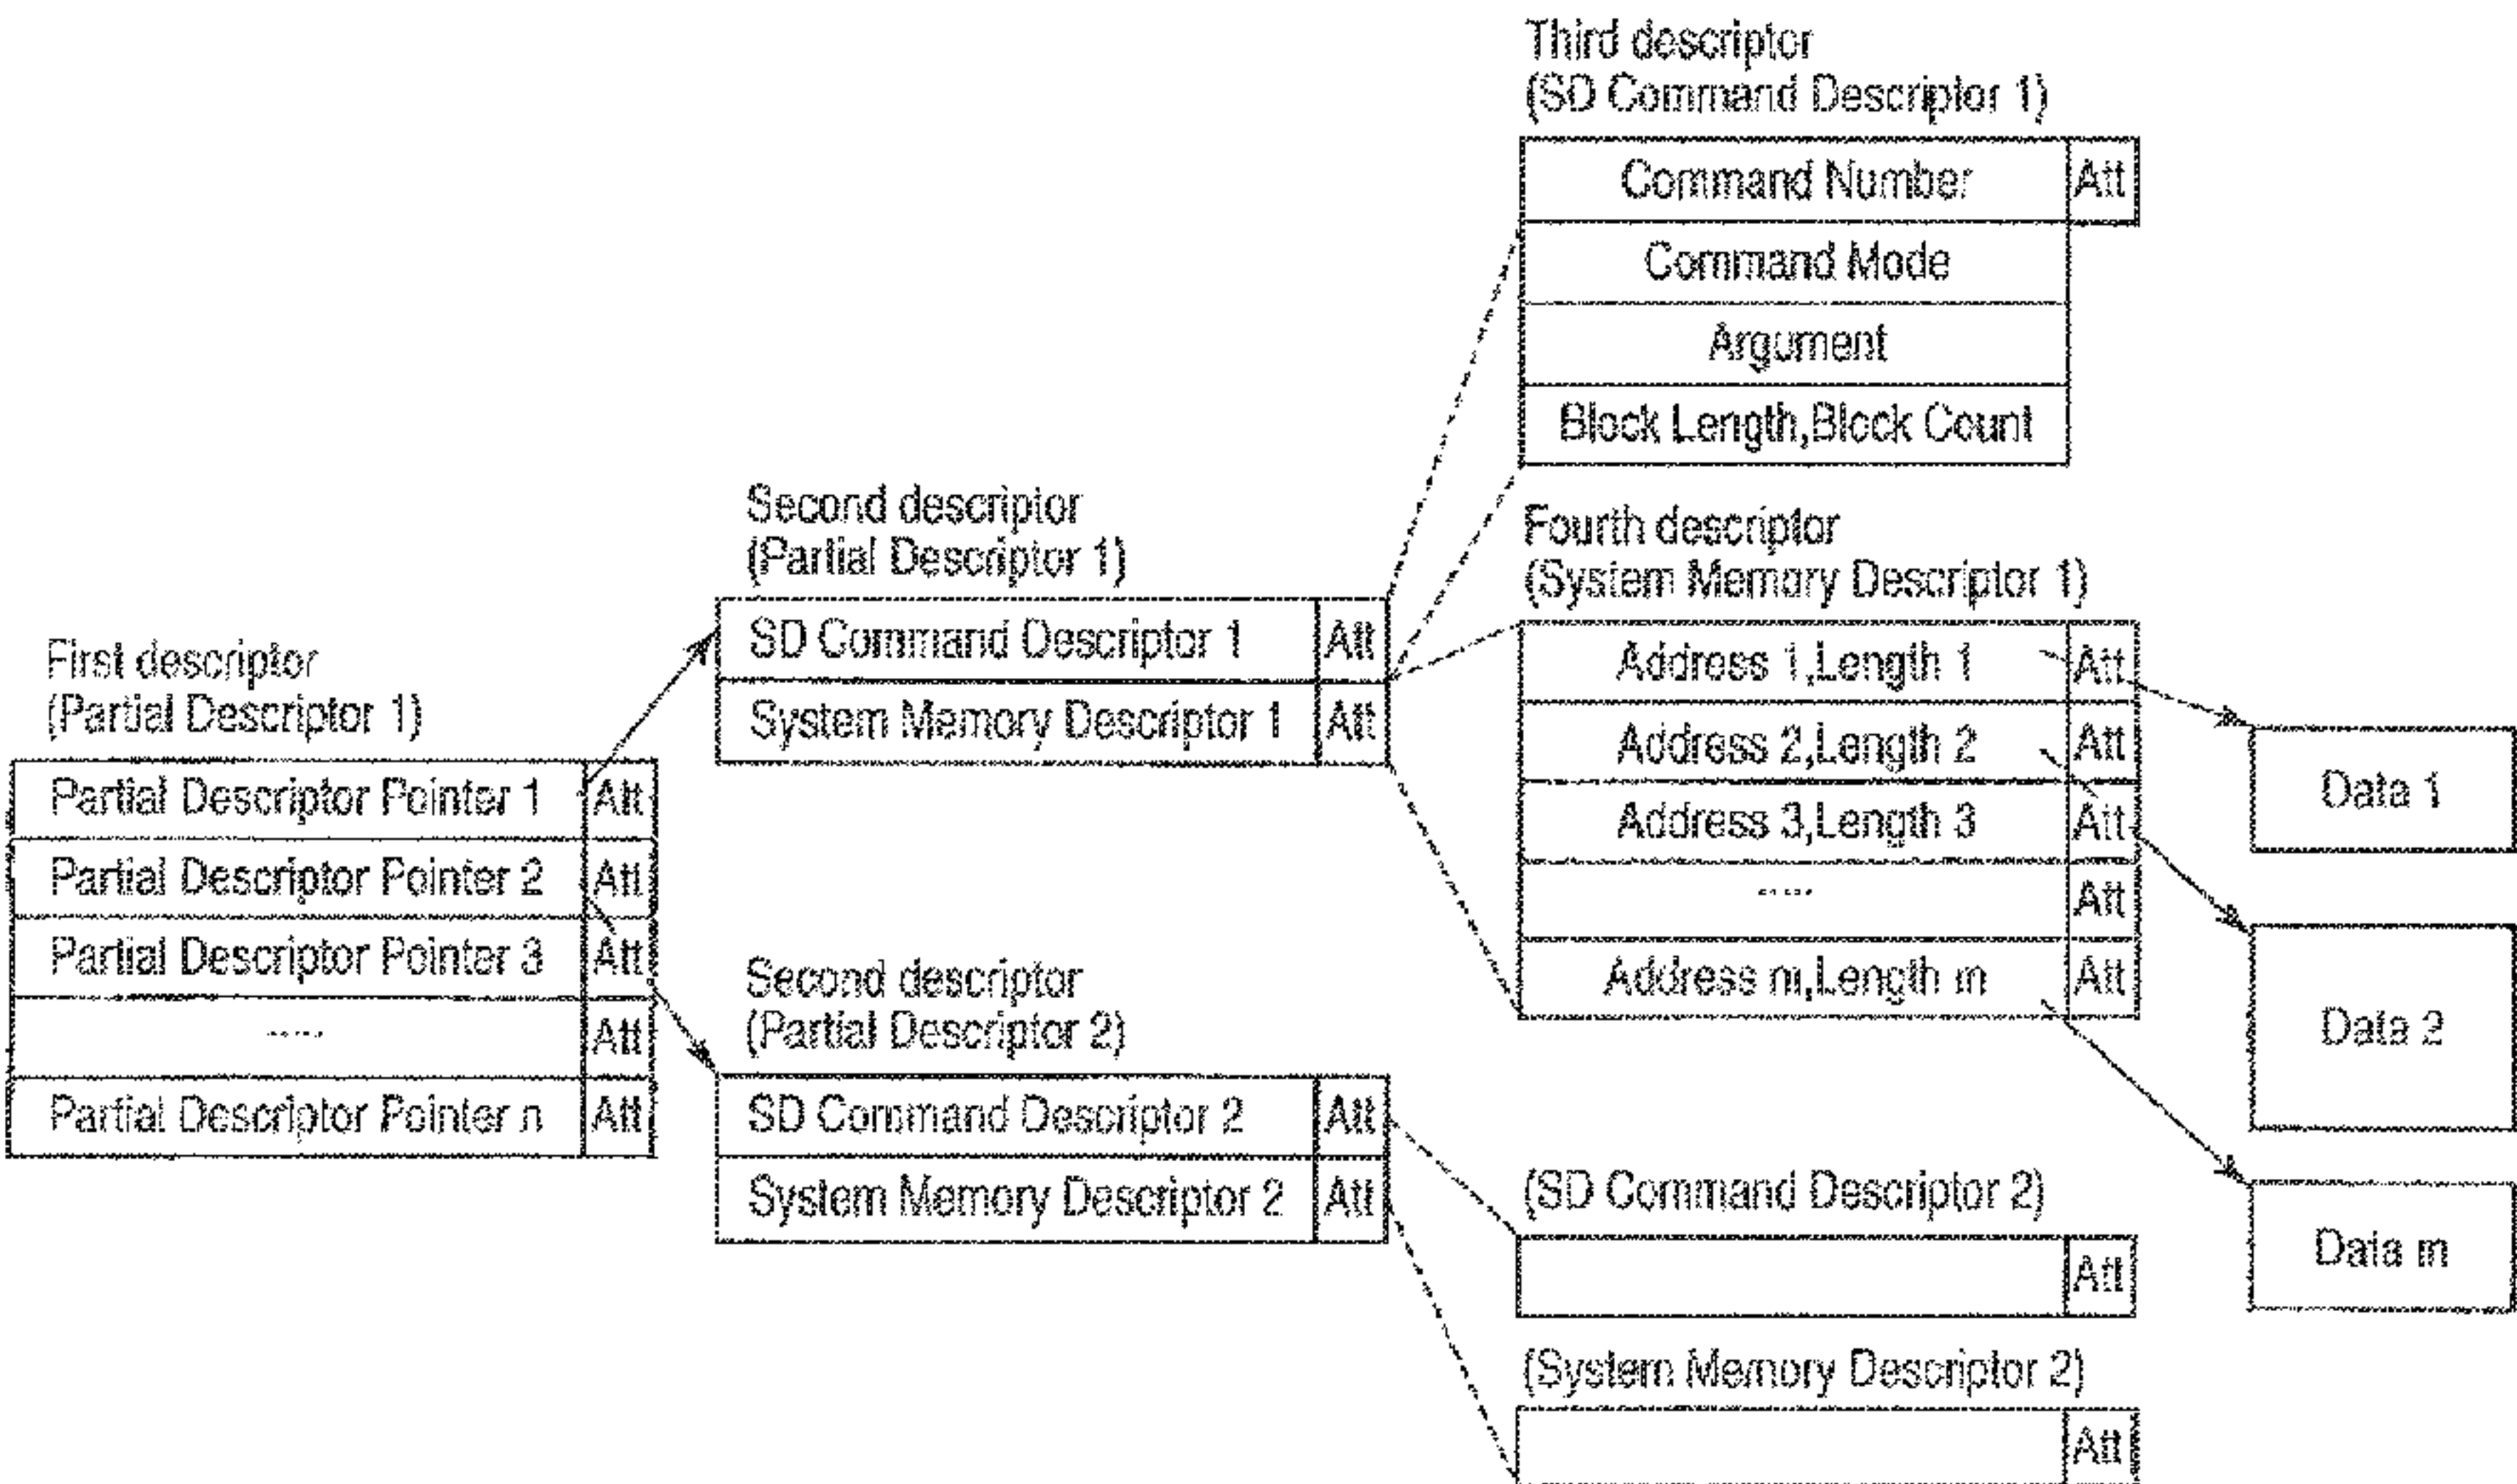 Third descriptor
(SD Command Descriptor 1)
Command Number Att
Command Mode
Argument
Block Length,Block Count
Second descriptor
(Partial Descriptor 1)
SD Command Descriptor 1 Att
System Memory Descriptor 1 Att
Fourth descriptor
(System Memory Descriptor 1)
Address 1,Length 1 Att
Address 2,Length 2 Att
Address 3,Length 3 Att
..... Att
Address m,Length m Att
First descriptor
(Partial Descriptor 1)
Partial Descriptor Pointer 1 Att
Partial Descriptor Pointer 2 Att
Partial Descriptor Pointer 3 Att
..... Att
Partial Descriptor Pointer n Att
Data 1
Data 2
Data m
Second descriptor
(Partial Descriptor 2)
SD Command Descriptor 2 Att
System Memory Descriptor 2 Att
(SD Command Descriptor 2)
Att
(System Memory Descriptor 2)
Att